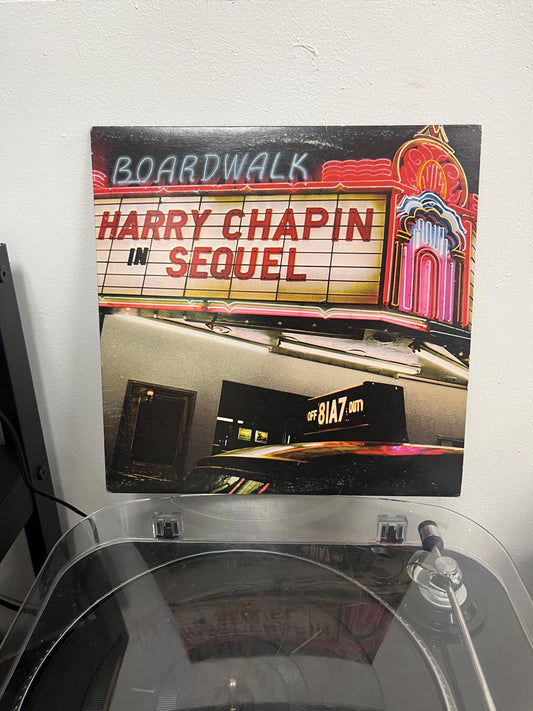 BOARDWALK
HARRY CHAPIN
IN SEQUEL
OFF 81A7 DUTY